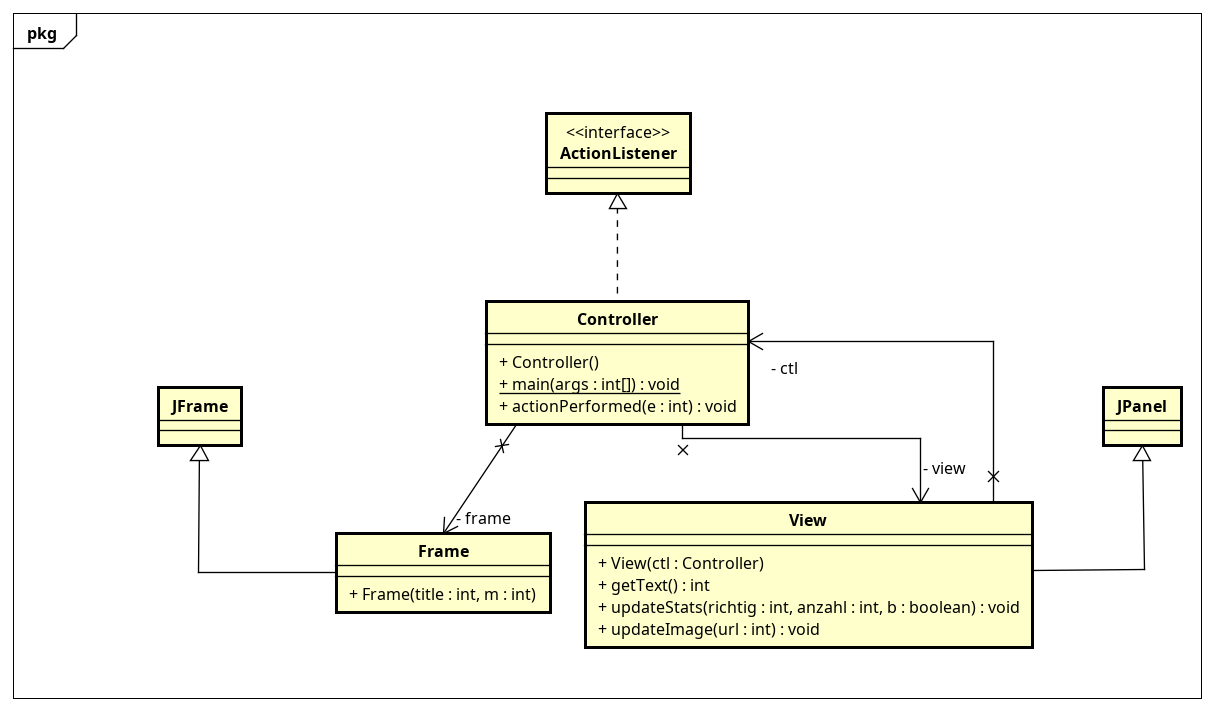 pkg
<<interface>>
ActionListener
Controller
+ Controller()
+ main(args : int[]) : void
+ actionPerformed(e : int) : void
- ctl
JFrame
JPanel
- view
- frame
Frame
+ Frame(title : int, m : int)
View
+ View(ctl : Controller)
+ getText() : int
+ updateStats(richtig : int, anzahl : int, b : boolean) : void
+ updateImage(url : int) : void